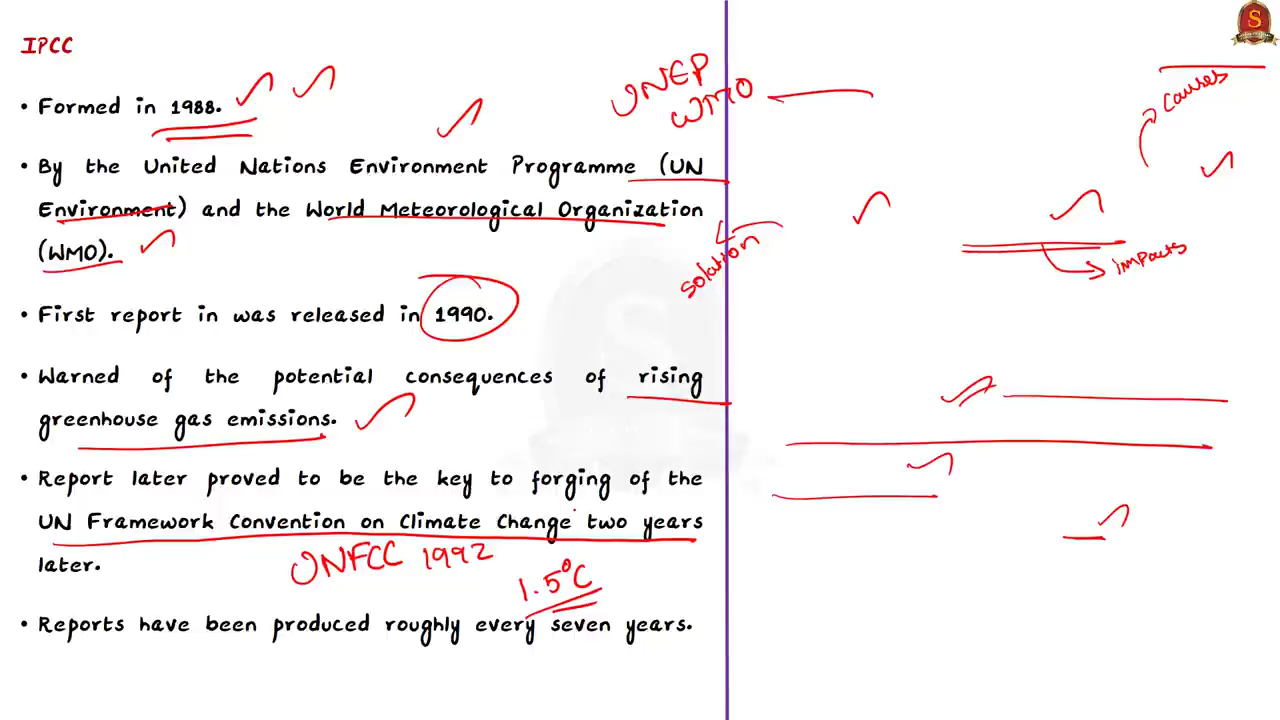 IPCC
• Formed in 1988.
UNEP
WMO
causes
• By the United Nations Environment Programme (UN
Environment) and the World Meteorological Organization
(WMO).
solation
impacts
• First report in was released in 1990.
• Warned of the potential consequences of rising
greenhouse gas emissions.
• Report later proved to be the key to forging of the
UN Framework Convention on Climate Change two years
later.
UNFCC 1992
1.5°C
• Reports have been produced roughly every seven years.